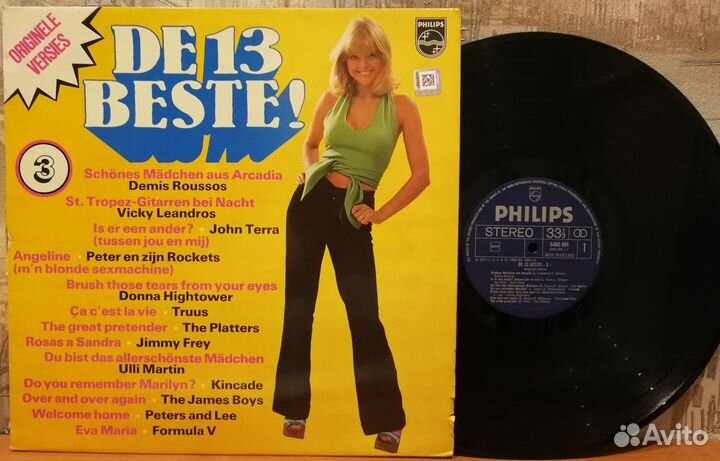 ORIGINELE
VERSIES
DE 13
BESTE!
PHILIPS
3
Schönes Mädchen aus Arcadia
Demis Roussos
St. Tropez-Gitarren bei Nacht
Vicky Leandros
Is er een ander? • John Terra
(tussen jou en mij)
Angeline • Peter en zijn Rockets
(m'n blonde sexmachine)
Brush those tears from your eyes
Donna Hightower
Ça c'est la vie • Truus
The great pretender • The Platters
Rosas a Sandra • Jimmy Frey
Du bist das allerschönste Mädchen
Ulli Martin
Do you remember Marilyn? • Kincade
Over and over again • The James Boys
Welcome home • Peters and Lee
Eva Maria • Formula V
PHILIPS
STEREO 33⅓
1
DE 13 BESTE! - 3 -
Avito